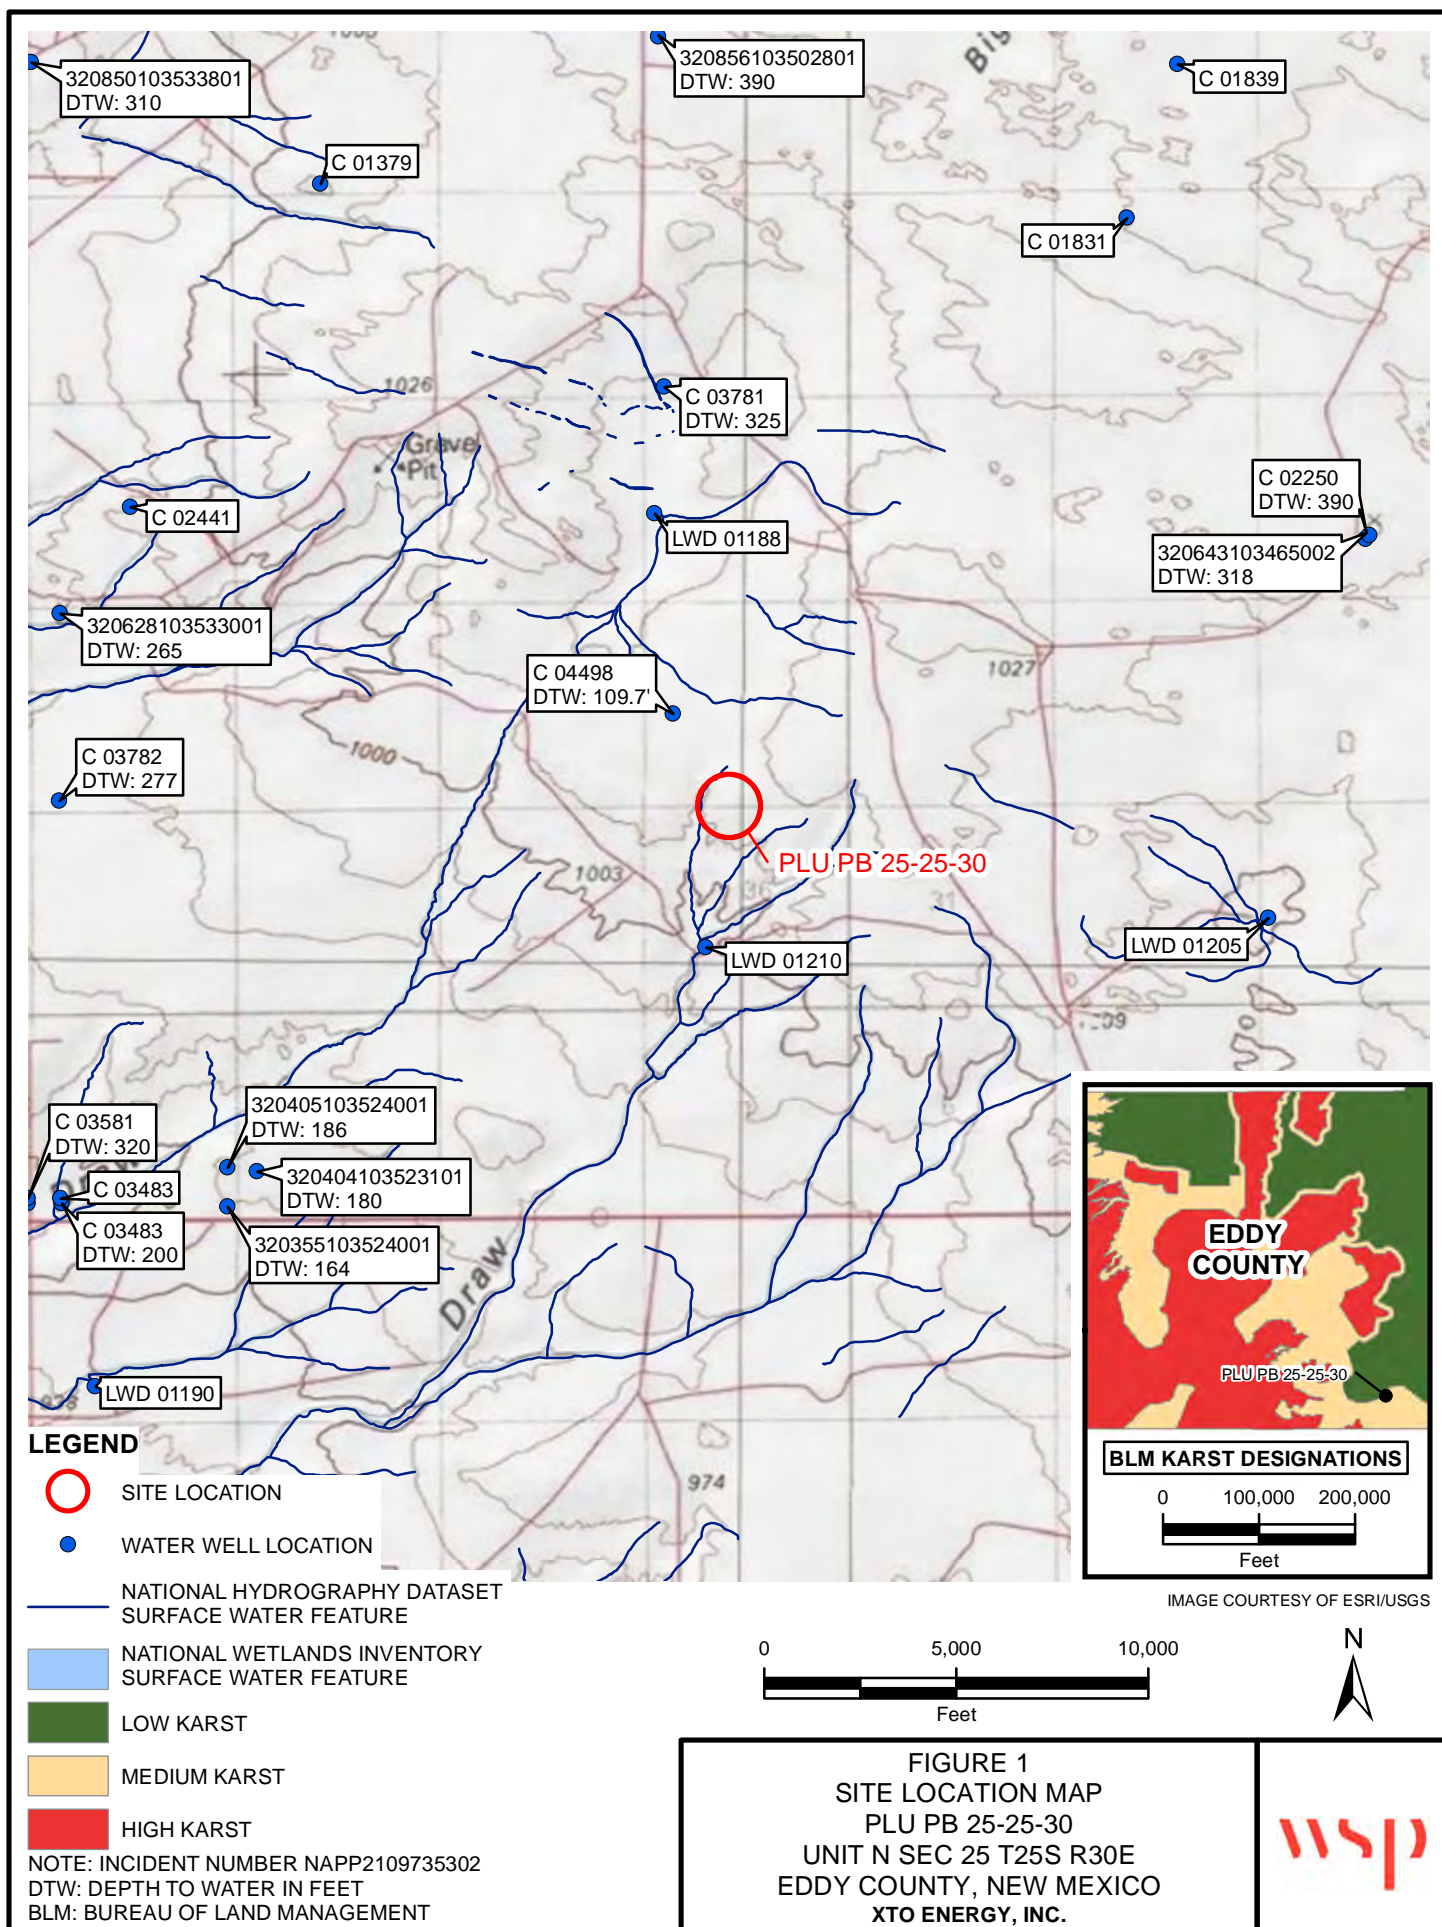 1005
Big
320850103533801
DTW: 310
320856103502801
DTW: 390
C 01839
C 01379
C 01831
1026
C 03781
DTW: 325
Gravel
Pit
C 02250
DTW: 390
C 02441
LWD 01188
320643103465002
DTW: 318
320628103533001
DTW: 265
C 04498
DTW: 109.7'
1027
1000
C 03782
DTW: 277
PLU PB 25-25-30
1003
36
31
LWD 01210
LWD 01205
320405103524001
DTW: 186
C 03581
DTW: 320
320404103523101
DTW: 180
C 03483
C 03483
DTW: 200
320355103524001
DTW: 164
Draw
LWD 01190
974
EDDY
COUNTY
PLU PB 25-25-30
BLM KARST DESIGNATIONS
0 100,000 200,000
Feet
IMAGE COURTESY OF ESRI/USGS
LEGEND
SITE LOCATION
WATER WELL LOCATION
NATIONAL HYDROGRAPHY DATASET
SURFACE WATER FEATURE
NATIONAL WETLANDS INVENTORY
SURFACE WATER FEATURE
LOW KARST
MEDIUM KARST
HIGH KARST
NOTE: INCIDENT NUMBER NAPP2109735302
DTW: DEPTH TO WATER IN FEET
BLM: BUREAU OF LAND MANAGEMENT
0 5,000 10,000
Feet
N
FIGURE 1
SITE LOCATION MAP
PLU PB 25-25-30
UNIT N SEC 25 T25S R30E
EDDY COUNTY, NEW MEXICO
XTO ENERGY, INC.
wsp